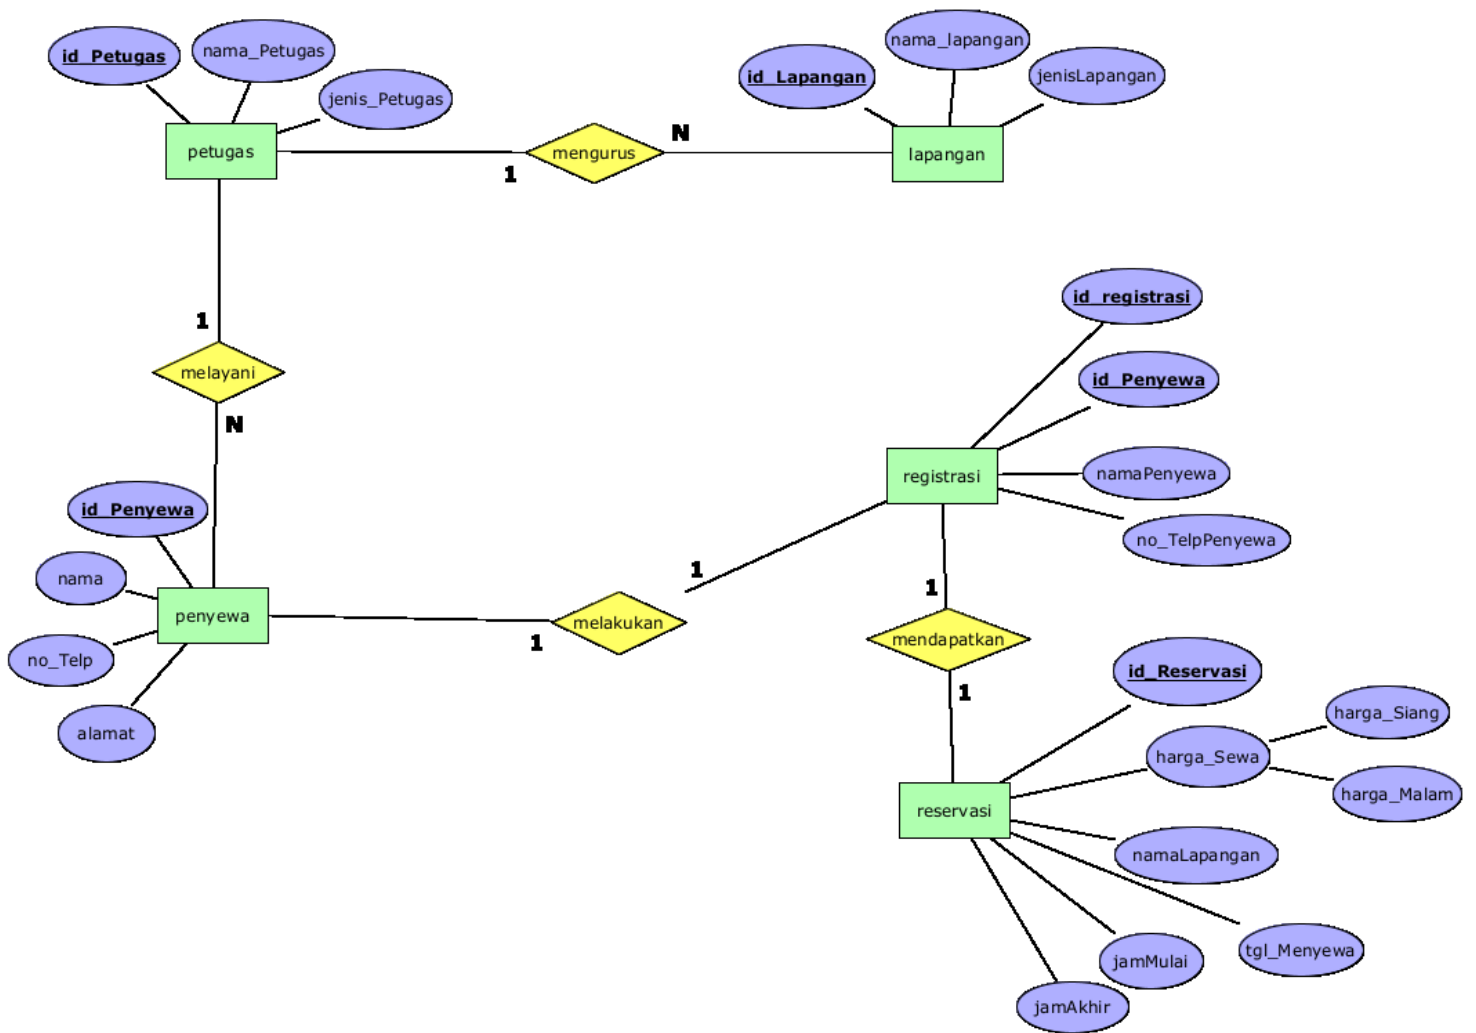 id_Petugas
nama_Petugas
jenis_Petugas
petugas
1
mengurus
N
id_Lapangan
nama_lapangan
jenisLapangan
lapangan
1
melayani
N
id_Penyewa
nama
no_Telp
alamat
penyewa
1
melakukan
1
id_registrasi
id_Penyewa
namaPenyewa
no_TelpPenyewa
registrasi
1
mendapatkan
1
id_Reservasi
harga_Sewa
harga_Siang
harga_Malam
reservasi
namaLapangan
tgl_Menyewa
jamMulai
jamAkhir